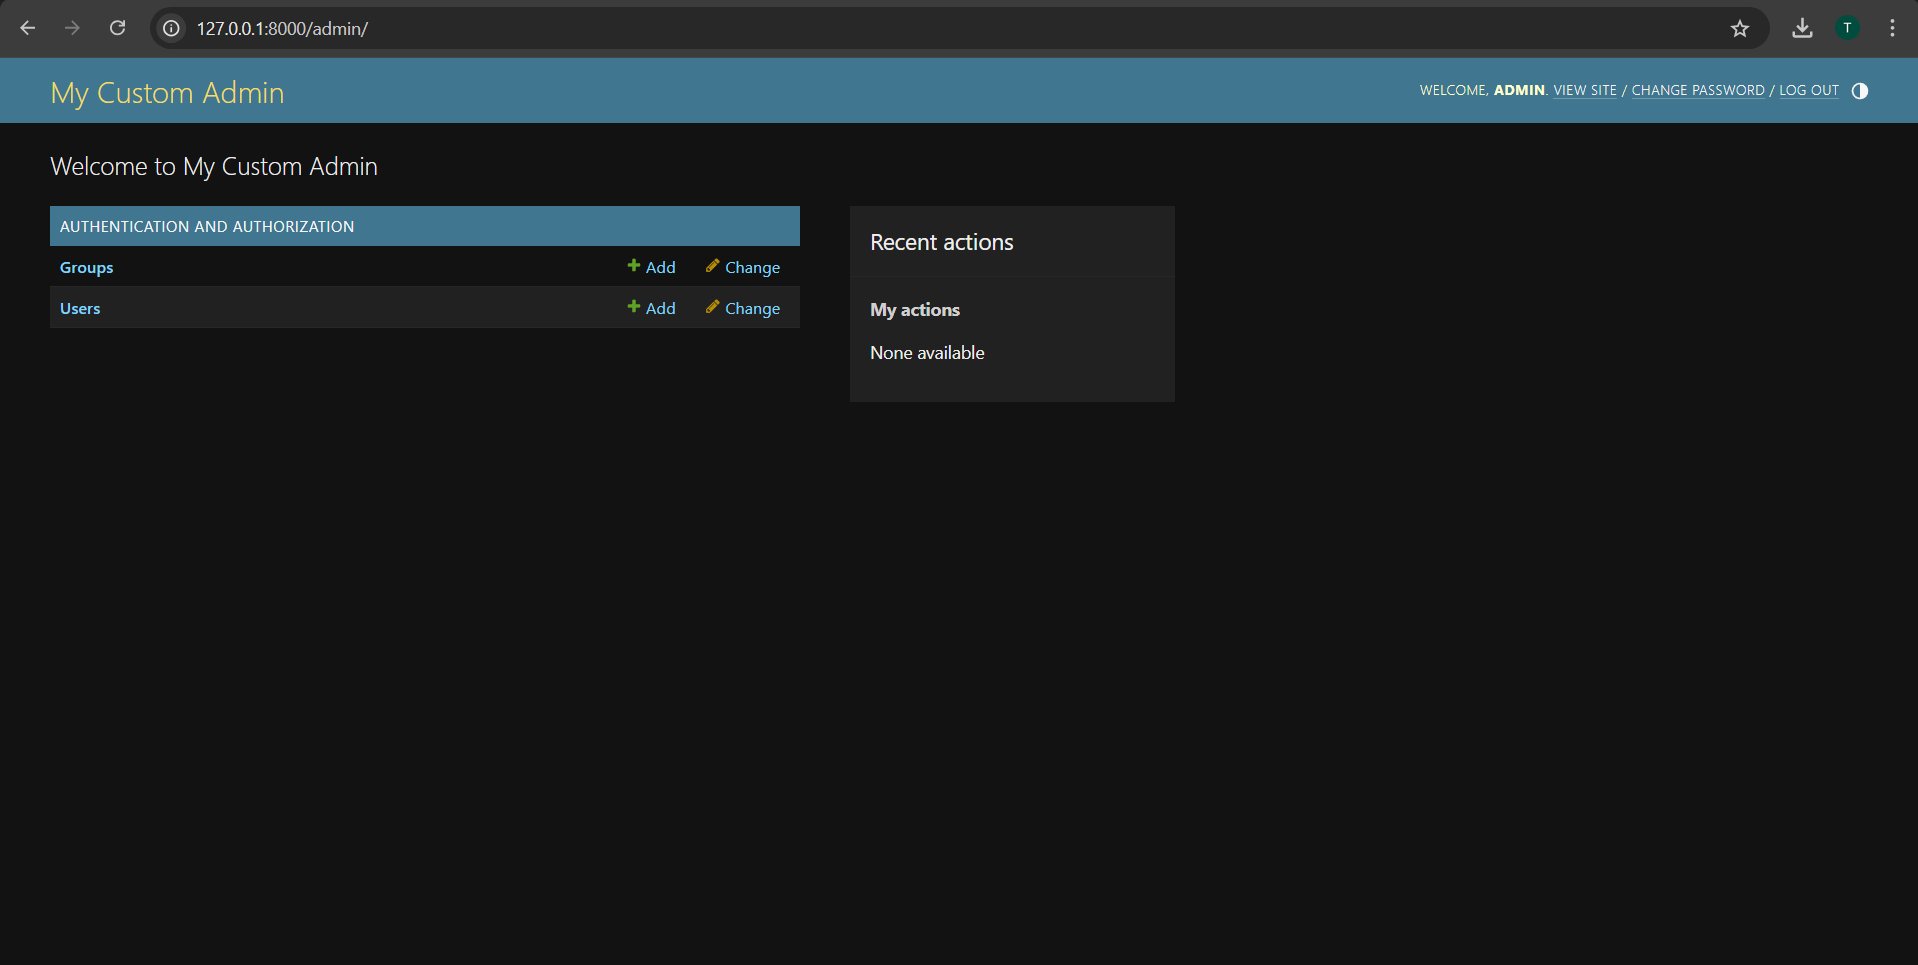 127.0.0.1:8000/admin/
T
My Custom Admin
WELCOME, ADMIN. VIEW SITE / CHANGE PASSWORD / LOG OUT
Welcome to My Custom Admin
AUTHENTICATION AND AUTHORIZATION
Groups Add Change
Users Add Change
Recent actions
My actions
None available